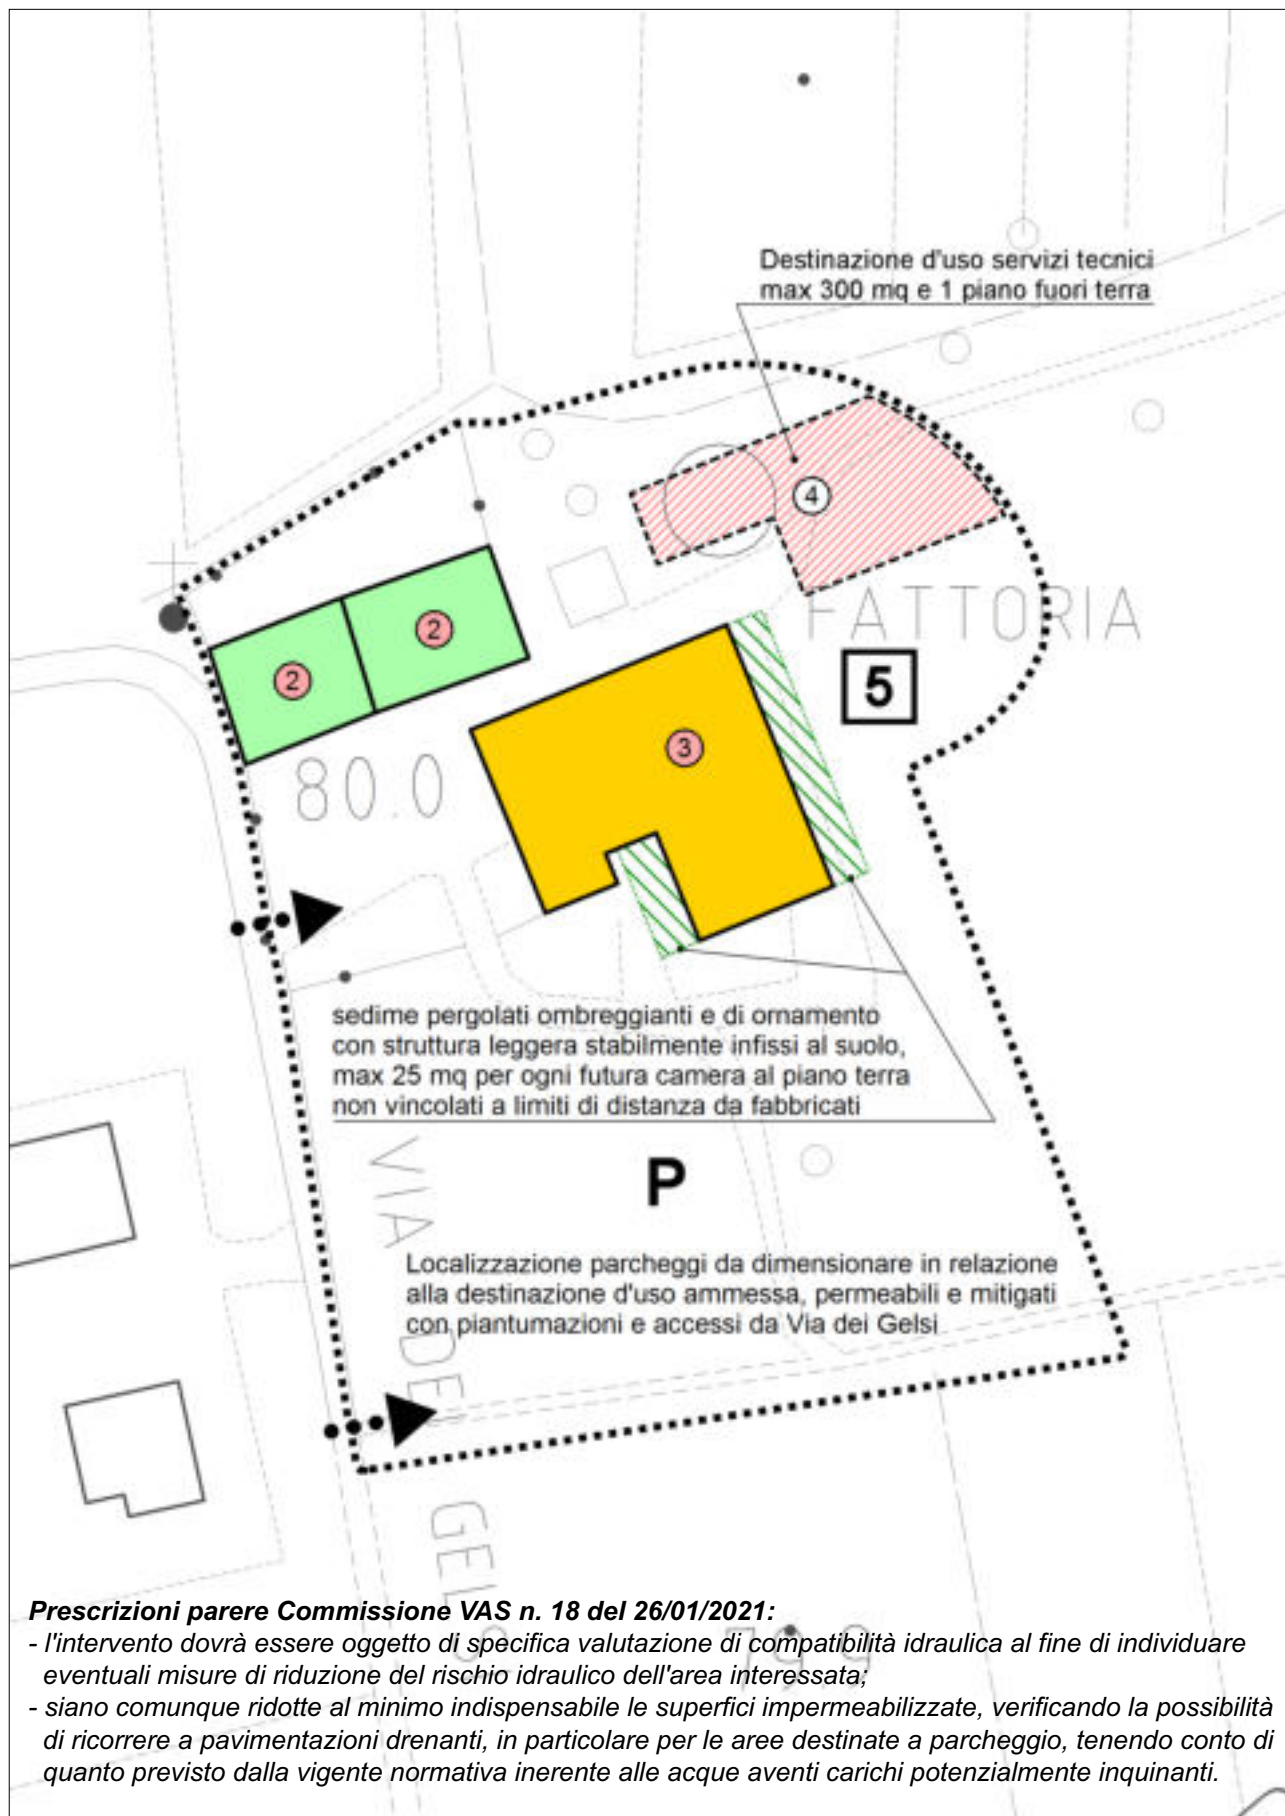 Destinazione d'uso servizi tecnici
max 300 mq e 1 piano fuori terra
4
FATTORIA
2
2
5
3
80.0
sedime pergolati ombreggianti e di ornamento
con struttura leggera stabilmente infissi al suolo,
max 25 mq per ogni futura camera al piano terra
non vincolati a limiti di distanza da fabbricati
P
Localizzazione parcheggi da dimensionare in relazione
alla destinazione d'uso ammessa, permeabili e mitigati
con piantumazioni e accessi da Via dei Gelsi
VIA DEI GELSI
79.9
Prescrizioni parere Commissione VAS n. 18 del 26/01/2021:
- l'intervento dovrà essere oggetto di specifica valutazione di compatibilità idraulica al fine di individuare
eventuali misure di riduzione del rischio idraulico dell'area interessata;
- siano comunque ridotte al minimo indispensabile le superfici impermeabilizzate, verificando la possibilità
di ricorrere a pavimentazioni drenanti, in particolare per le aree destinate a parcheggio, tenendo conto di
quanto previsto dalla vigente normativa inerente alle acque aventi carichi potenzialmente inquinanti.